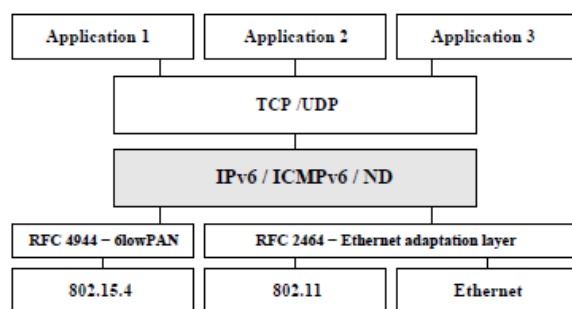 Application 1
Application 2
Application 3
TCP /UDP
IPv6 / ICMPv6 / ND
RFC 4944 – 6lowPAN
RFC 2464 – Ethernet adaptation layer
802.15.4
802.11
Ethernet